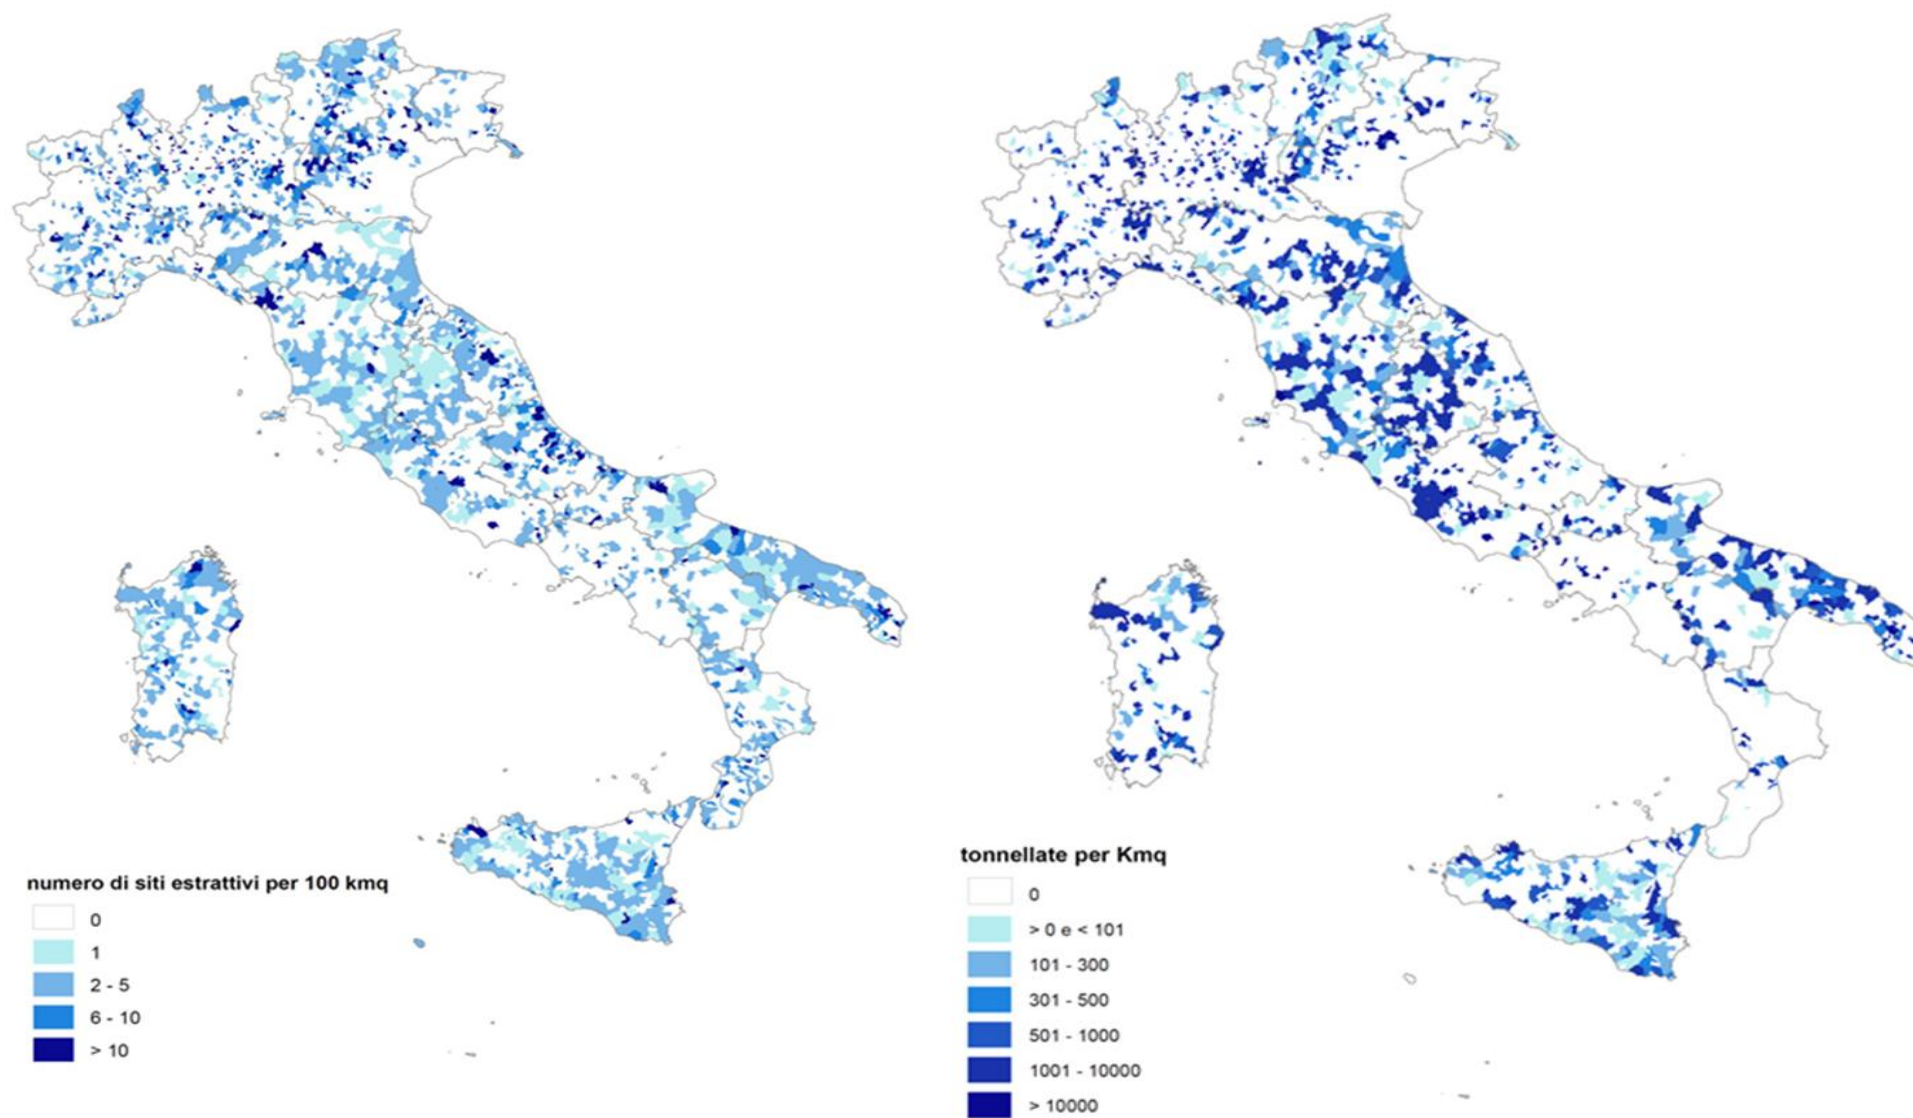 numero di siti estrattivi per 100 kmq
0
1
2 - 5
6 - 10
> 10
tonnellate per Kmq
0
> 0 e < 101
101 - 300
301 - 500
501 - 1000
1001 - 10000
> 10000